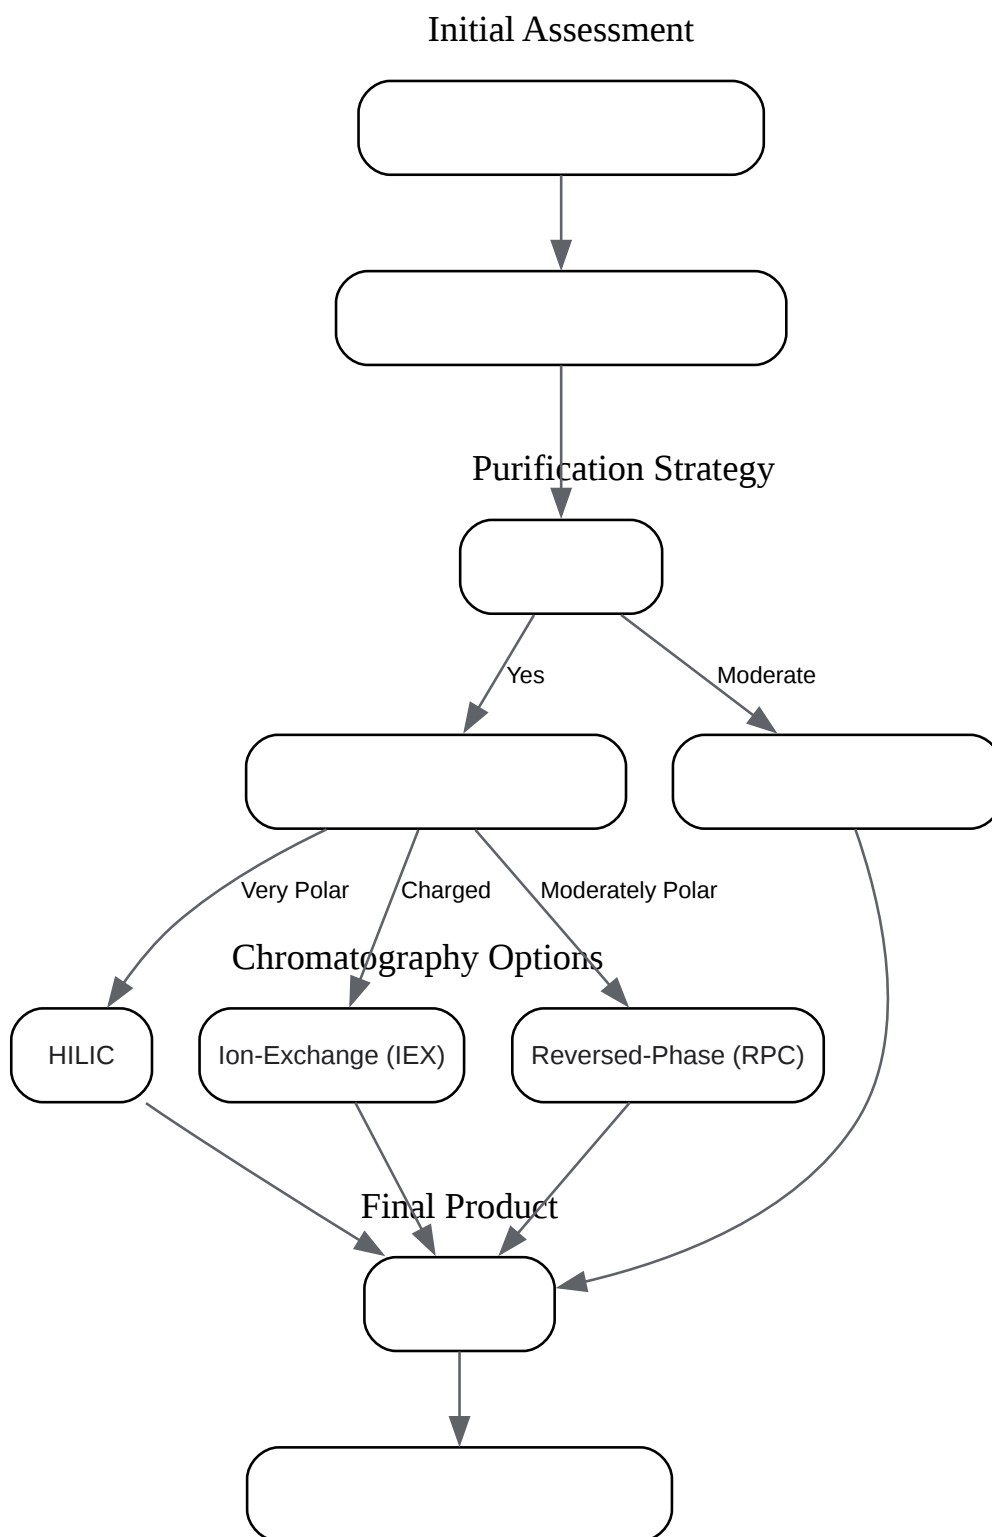 Initial Assessment
Purification Strategy
Yes
Moderate
Very Polar
Charged
Moderately Polar
Chromatography Options
HILIC
Ion-Exchange (IEX)
Reversed-Phase (RPC)
Final Product